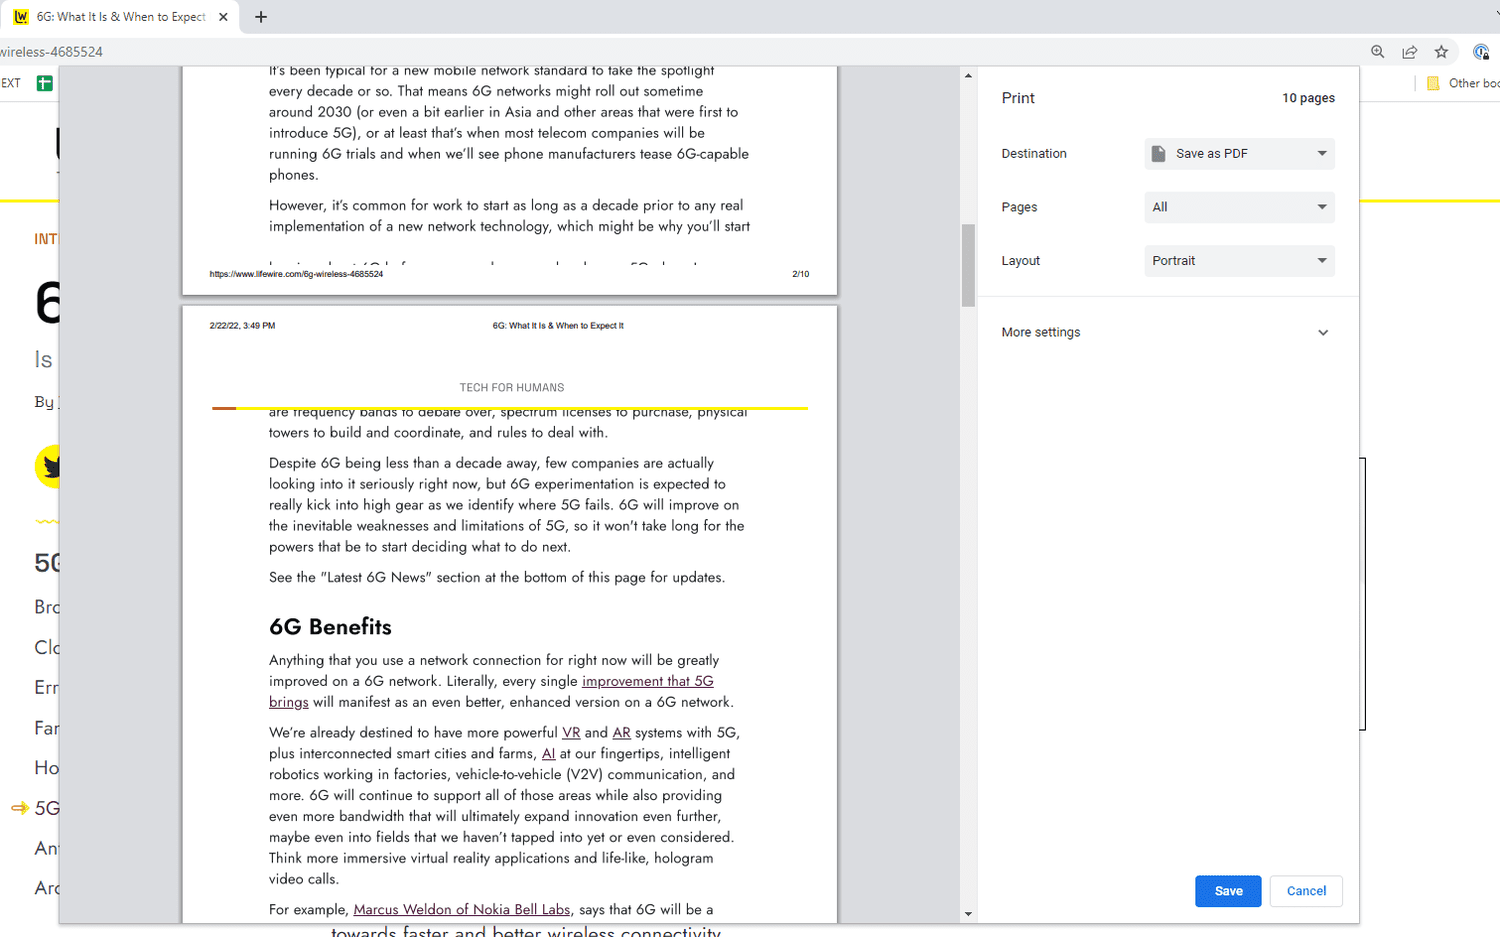 6G: What It Is & When to Expect
wireless-4685524
EXT
Other boo
INT
6
Is
By
5G
Bro
Clo
Err
Far
Ho
5G
An
Arc
It's been typical for a new mobile network standard to take the spotlight
every decade or so. That means 6G networks might roll out sometime
around 2030 (or even a bit earlier in Asia and other areas that were first to
introduce 5G), or at least that's when most telecom companies will be
running 6G trials and when we'll see phone manufacturers tease 6G-capable
phones.
However, it's common for work to start as long as a decade prior to any real
implementation of a new network technology, which might be why you'll start
https://www.lifewire.com/6g-wireless-4685524 2/10
2/22/22, 3:49 PM 6G: What It Is & When to Expect It
TECH FOR HUMANS
are frequency bands to debate over, spectrum licenses to purchase, physical
towers to build and coordinate, and rules to deal with.
Despite 6G being less than a decade away, few companies are actually
looking into it seriously right now, but 6G experimentation is expected to
really kick into high gear as we identify where 5G fails. 6G will improve on
the inevitable weaknesses and limitations of 5G, so it won't take long for the
powers that be to start deciding what to do next.
See the "Latest 6G News" section at the bottom of this page for updates.
6G Benefits
Anything that you use a network connection for right now will be greatly
improved on a 6G network. Literally, every single improvement that 5G
brings will manifest as an even better, enhanced version on a 6G network.
We're already destined to have more powerful VR and AR systems with 5G,
plus interconnected smart cities and farms, AI at our fingertips, intelligent
robotics working in factories, vehicle-to-vehicle (V2V) communication, and
more. 6G will continue to support all of those areas while also providing
even more bandwidth that will ultimately expand innovation even further,
maybe even into fields that we haven't tapped into yet or even considered.
Think more immersive virtual reality applications and life-like, hologram
video calls.
For example, Marcus Weldon of Nokia Bell Labs, says that 6G will be a
towards faster and better wireless connectivity
Print 10 pages
Destination Save as PDF
Pages All
Layout Portrait
More settings
Save Cancel